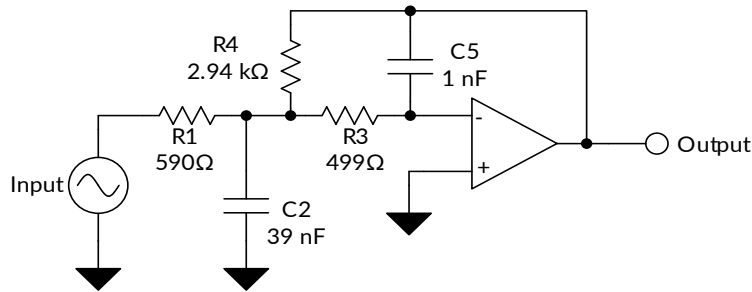 R4
2.94 kΩ
C5
1 nF
R1
590Ω
R3
499Ω
-
+
Output
Input
C2
39 nF